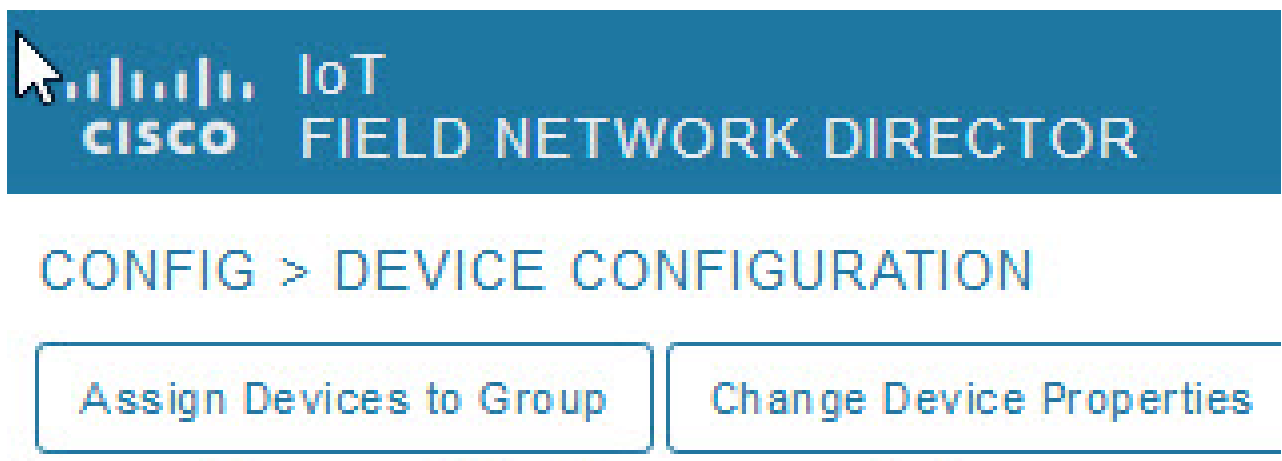 IoT
CISCO FIELD NETWORK DIRECTOR
CONFIG > DEVICE CONFIGURATION
Assign Devices to Group Change Device Properties